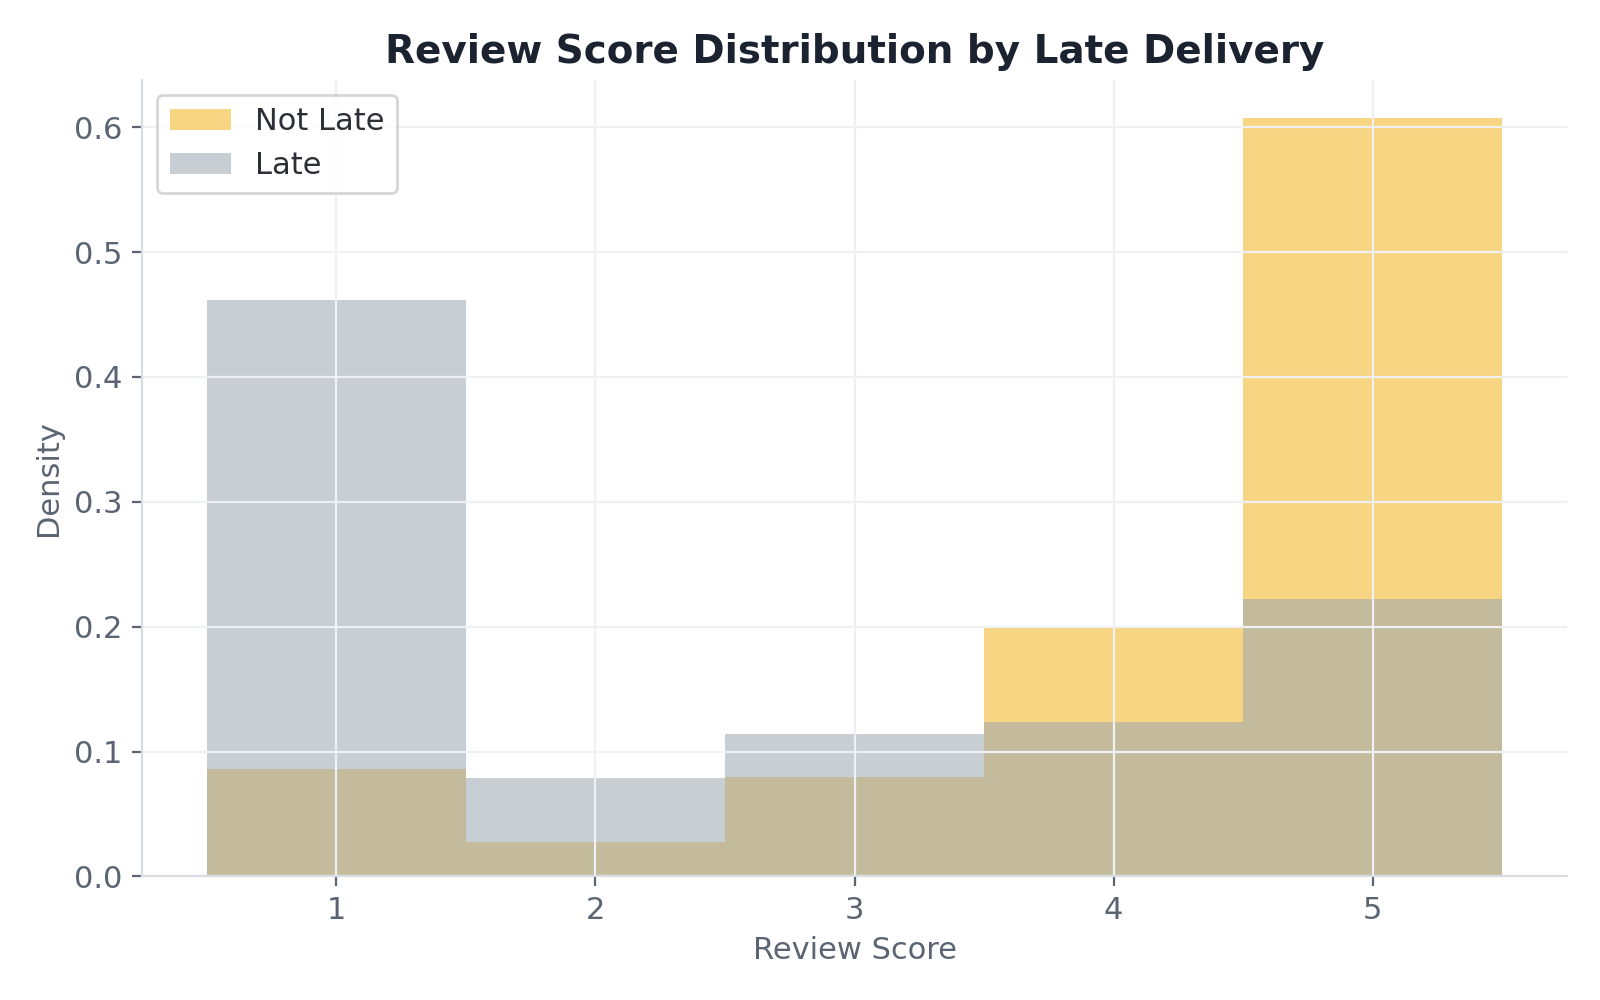 Review Score Distribution by Late Delivery
Not Late
Late
0.6
0.5
0.4
0.3
0.2
0.1
0.0
Density
1 2 3 4 5
Review Score